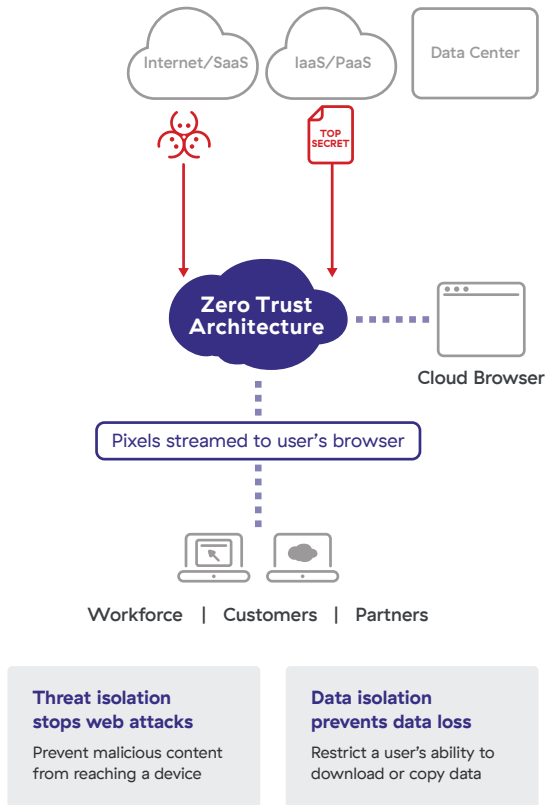 Internet/SaaS
IaaS/PaaS
Data Center
TOP
SECRET
Zero Trust
Architecture
Cloud Browser
Pixels streamed to user's browser
Workforce | Customers | Partners
Threat isolation
stops web attacks
Prevent malicious content
from reaching a device
Data isolation
prevents data loss
Restrict a user's ability to
download or copy data